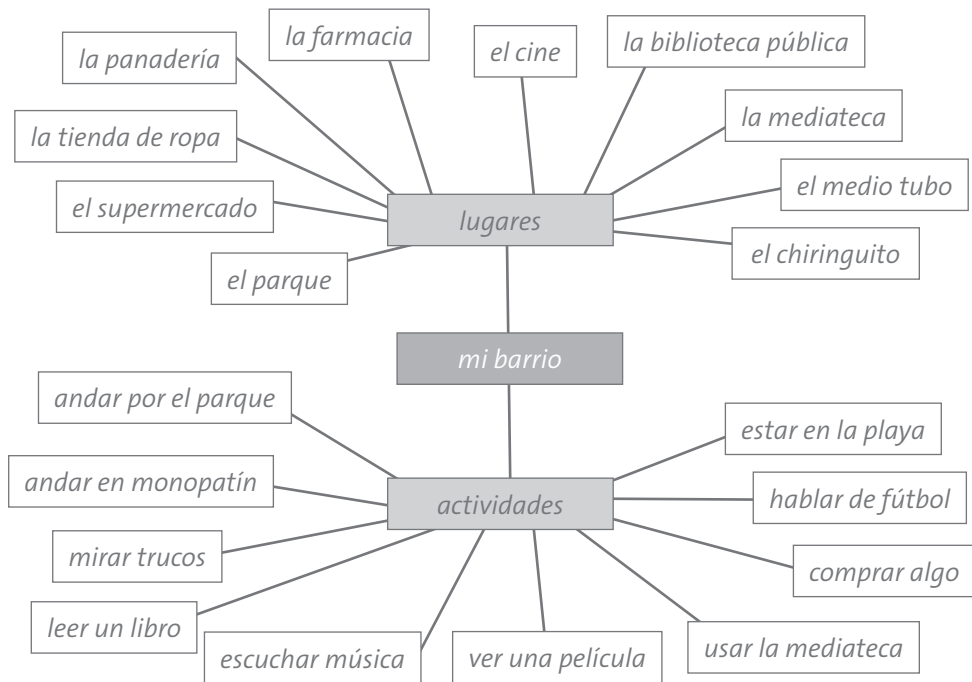 la farmacia
el cine
la biblioteca pública
la panadería
la mediateca
la tienda de ropa
el medio tubo
el supermercado
lugares
el chiringuito
el parque
mi barrio
andar por el parque
estar en la playa
andar en monopatín
actividades
hablar de fútbol
mirar trucos
comprar algo
leer un libro
escuchar música
ver una película
usar la mediateca